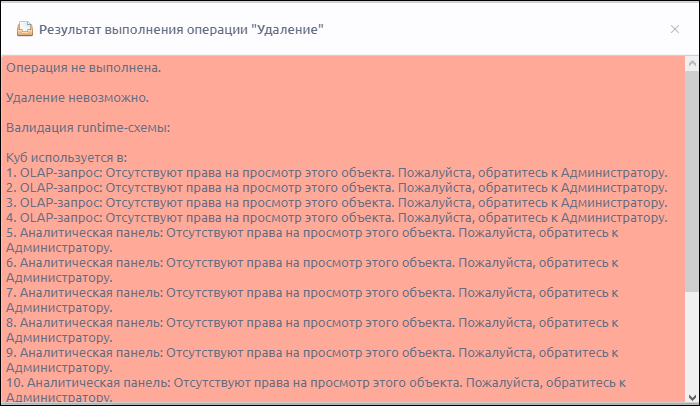 Результат выполнения операции "Удаление"
Операция не выполнена.
Удаление невозможно.
Валидация runtime-схемы:
Куб используется в:
1. OLAP-запрос: Отсутствуют права на просмотр этого объекта. Пожалуйста, обратитесь к Администратору.
2. OLAP-запрос: Отсутствуют права на просмотр этого объекта. Пожалуйста, обратитесь к Администратору.
3. OLAP-запрос: Отсутствуют права на просмотр этого объекта. Пожалуйста, обратитесь к Администратору.
4. OLAP-запрос: Отсутствуют права на просмотр этого объекта. Пожалуйста, обратитесь к Администратору.
5. Аналитическая панель: Отсутствуют права на просмотр этого объекта. Пожалуйста, обратитесь к
Администратору.
6. Аналитическая панель: Отсутствуют права на просмотр этого объекта. Пожалуйста, обратитесь к
Администратору.
7. Аналитическая панель: Отсутствуют права на просмотр этого объекта. Пожалуйста, обратитесь к
Администратору.
8. Аналитическая панель: Отсутствуют права на просмотр этого объекта. Пожалуйста, обратитесь к
Администратору.
9. Аналитическая панель: Отсутствуют права на просмотр этого объекта. Пожалуйста, обратитесь к
Администратору.
10. Аналитическая панель: Отсутствуют права на просмотр этого объекта. Пожалуйста, обратитесь к
Администратору.